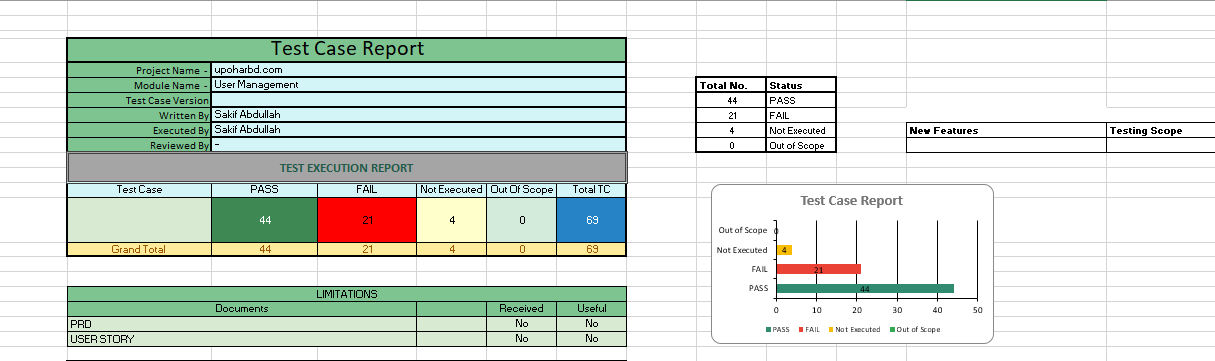 Test Case Report
Project Name - upoharbd.com
Module Name - User Management
Test Case Version
Written By Sakif Abdullah
Executed By Sakif Abdullah
Reviewed By -
TEST EXECUTION REPORT
Test Case PASS FAIL Not Executed Out Of Scope Total TC
44 21 4 0 69
Grand Total 44 21 4 0 69
LIMITATIONS
Documents Received Useful
PRD No No
USER STORY No No
Total No. Status
44 PASS
21 FAIL
4 Not Executed
0 Out of Scope
New Features Testing Scope
Test Case Report
Out of Scope 0
Not Executed 4
FAIL 21
PASS 44
0 10 20 30 40 50
PASS FAIL Not Executed Out of Scope